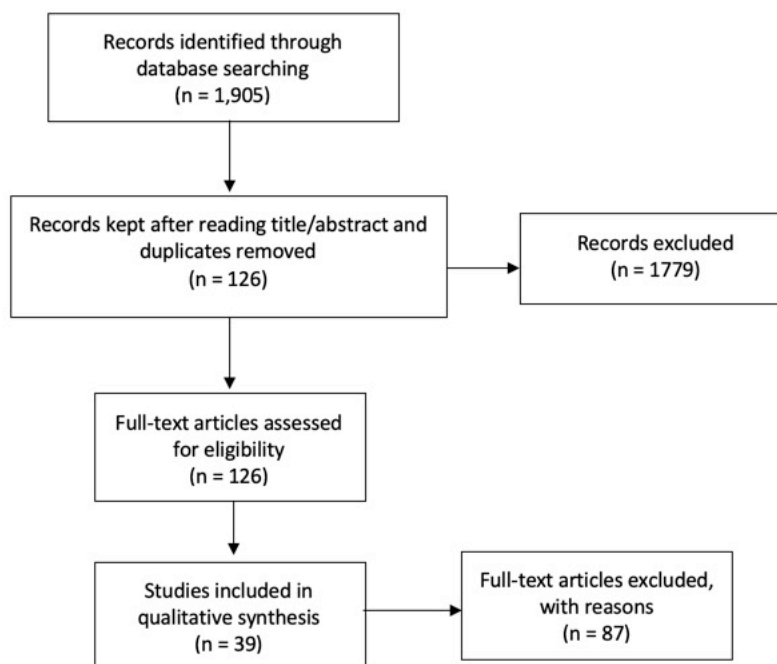 Records identified through
database searching
(n = 1,905)
Records kept after reading title/abstract and
duplicates removed
(n = 126)
Records excluded
(n = 1779)
Full-text articles assessed
for eligibility
(n = 126)
Studies included in
qualitative synthesis
(n = 39)
Full-text articles excluded,
with reasons
(n = 87)